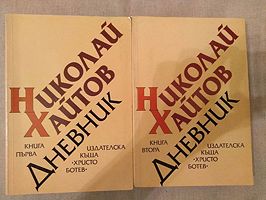 НИКОЛАЙ
ХАЙТОВ
ДНЕВНИК
КНИГА
ПЪРВА
ИЗДАТЕЛСКА
КЪЩА
«ХРИСТО
БОТЕВ»
НИКОЛАЙ
ХАЙТОВ
ДНЕВНИК
КНИГА
ВТОРА
ИЗДАТЕЛСКА
КЪЩА
«ХРИСТО
БОТЕВ»